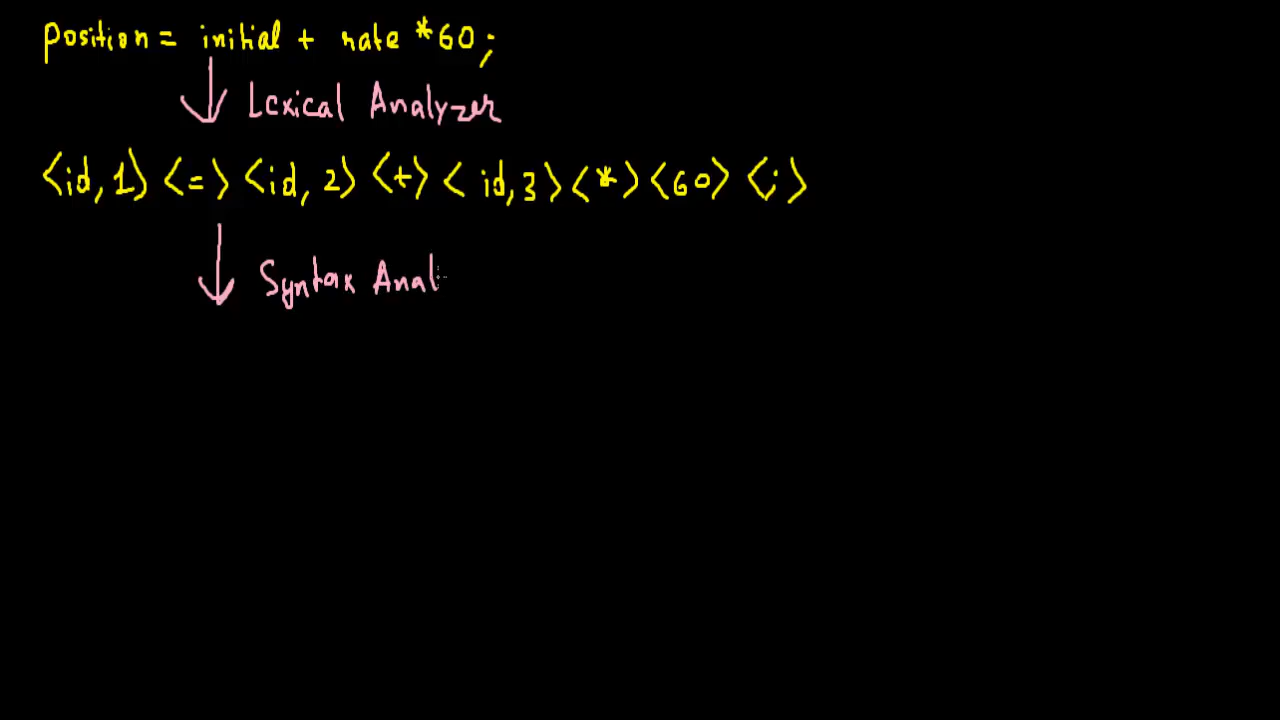 position = initial + rate *60;
Lexical Analyzer
<id, 1> <=> <id, 2> <+> < id, 3> <*> <60> <;>
Syntax Anal